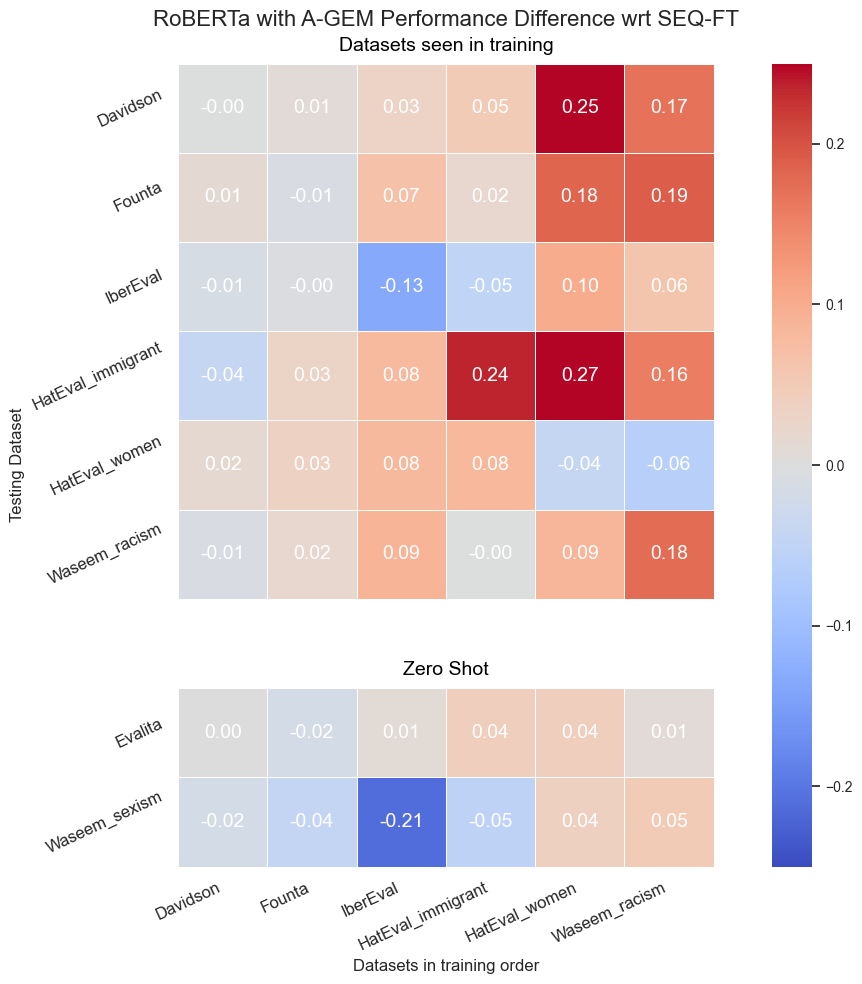 RoBERTa with A-GEM Performance Difference wrt SEQ-FT
Datasets seen in training
Davidson -0.00 0.01 0.03 0.05 0.25 0.17
Founta 0.01 -0.01 0.07 0.02 0.18 0.19
IberEval -0.01 -0.00 -0.13 -0.05 0.10 0.06
HatEval_immigrant -0.04 0.03 0.08 0.24 0.27 0.16
HatEval_women 0.02 0.03 0.08 0.08 -0.04 -0.06
Waseem_racism -0.01 0.02 0.09 -0.00 0.09 0.18
Testing Dataset
Zero Shot
Evalita 0.00 -0.02 0.01 0.04 0.04 0.01
Waseem_sexism -0.02 -0.04 -0.21 -0.05 0.04 0.05
Davidson Founta IberEval HatEval_immigrant HatEval_women Waseem_racism
Datasets in training order
0.2
0.1
0.0
−0.1
−0.2